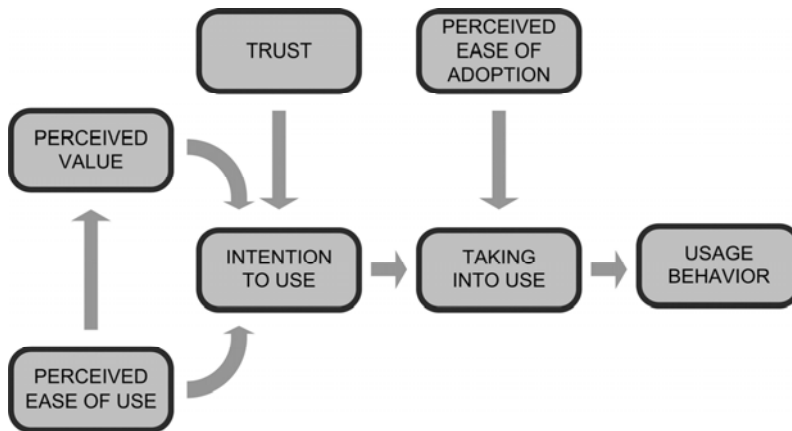 TRUST
PERCEIVED
EASE OF
ADOPTION
PERCEIVED
VALUE
INTENTION
TO USE
TAKING
INTO USE
USAGE
BEHAVIOR
PERCEIVED
EASE OF USE